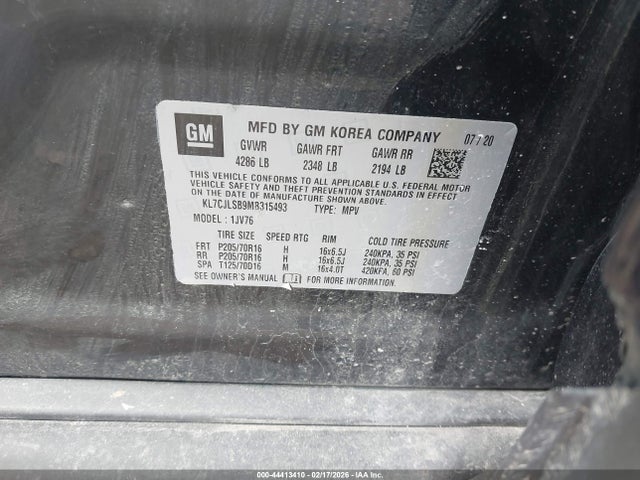 GM
MFD BY GM KOREA COMPANY 07 / 20
GVWR GAWR FRT GAWR RR
4286 LB 2348 LB 2194 LB
THIS VEHICLE CONFORMS TO ALL APPLICABLE U.S. FEDERAL MOTOR
VEHICLE SAFETY AND THEFT PREVENTION STANDARDS IN EFFECT
ON THE DATE OF MANUFACTURE SHOWN ABOVE.
KL7CJLSB9MB315493 TYPE: MPV
MODEL: 1JV76
TIRE SIZE SPEED RTG RIM COLD TIRE PRESSURE
FRT P205/70R16 H 16x6.5J 240KPA, 35 PSI
RR P205/70R16 H 16x6.5J 240KPA, 35 PSI
SPA T125/70D16 M 16x4.0T 420KPA, 60 PSI
SEE OWNER'S MANUAL FOR MORE INFORMATION.
000-44413410 - 02/17/2026 - COPYRIGHT IAA, LLC.